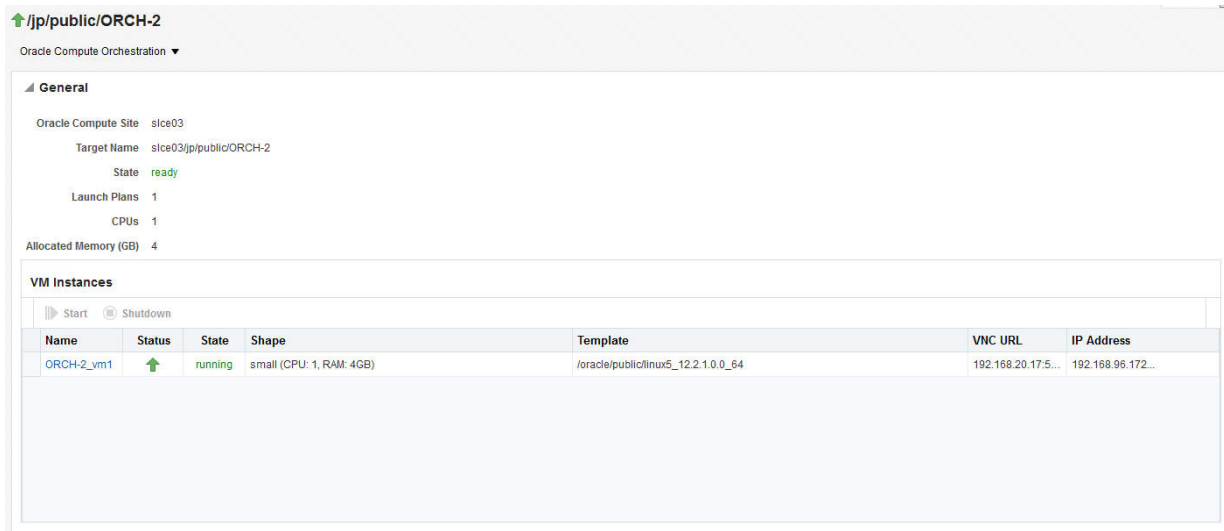 /jp/public/ORCH-2
Oracle Compute Orchestration
General
Oracle Compute Site slce03
Target Name slce03/jp/public/ORCH-2
State ready
Launch Plans 1
CPUs 1
Allocated Memory (GB) 4
VM Instances
Start Shutdown
Name Status State Shape Template VNC URL IP Address
ORCH-2_vm1 running small (CPU: 1, RAM: 4GB) /oracle/public/linux5_12.2.1.0.0_64 192.168.20.17:5... 192.168.96.172...